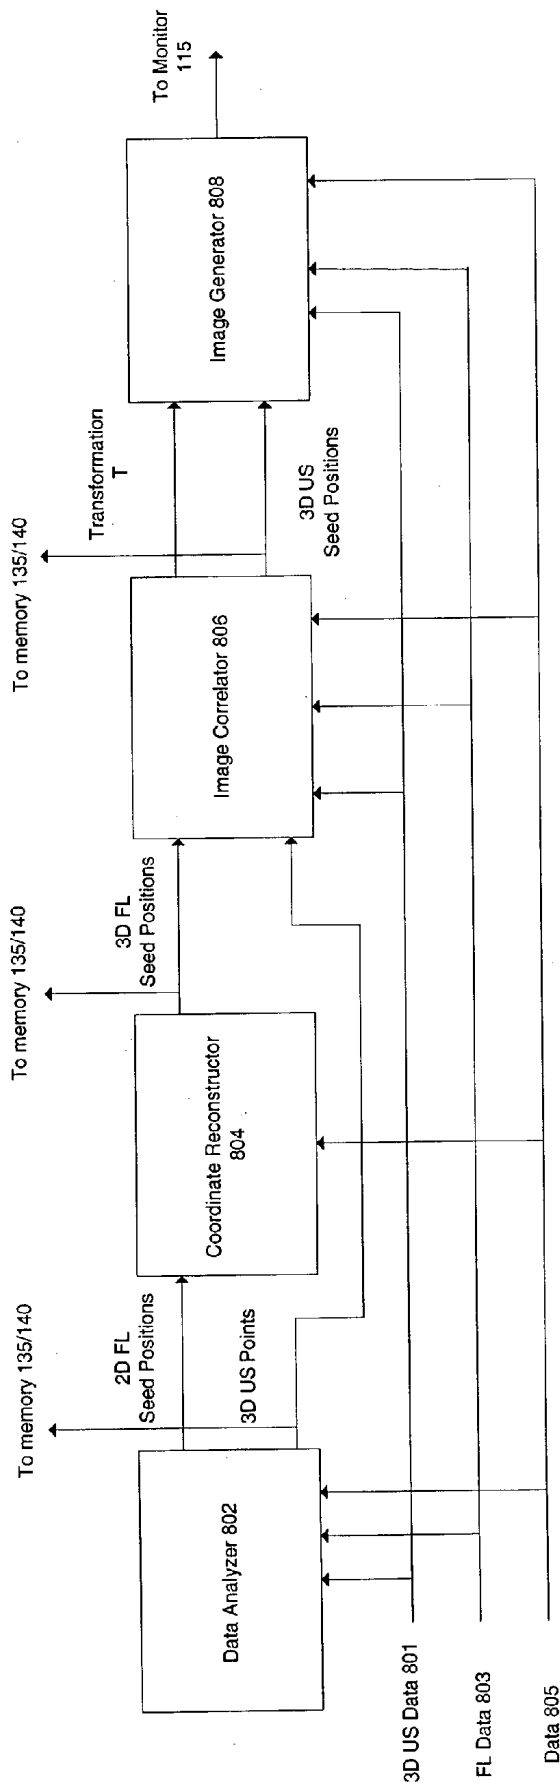 To memory 135/140
To memory 135/140
To memory 135/140
To Monitor
115
2D FL
Seed Positions
3D US Points
3D FL
Seed Positions
Transformation
T
3D US
Seed Positions
Data Analyzer 802
Coordinate Reconstructor
804
Image Correlator 806
Image Generator 808
3D US Data 801
FL Data 803
Data 805